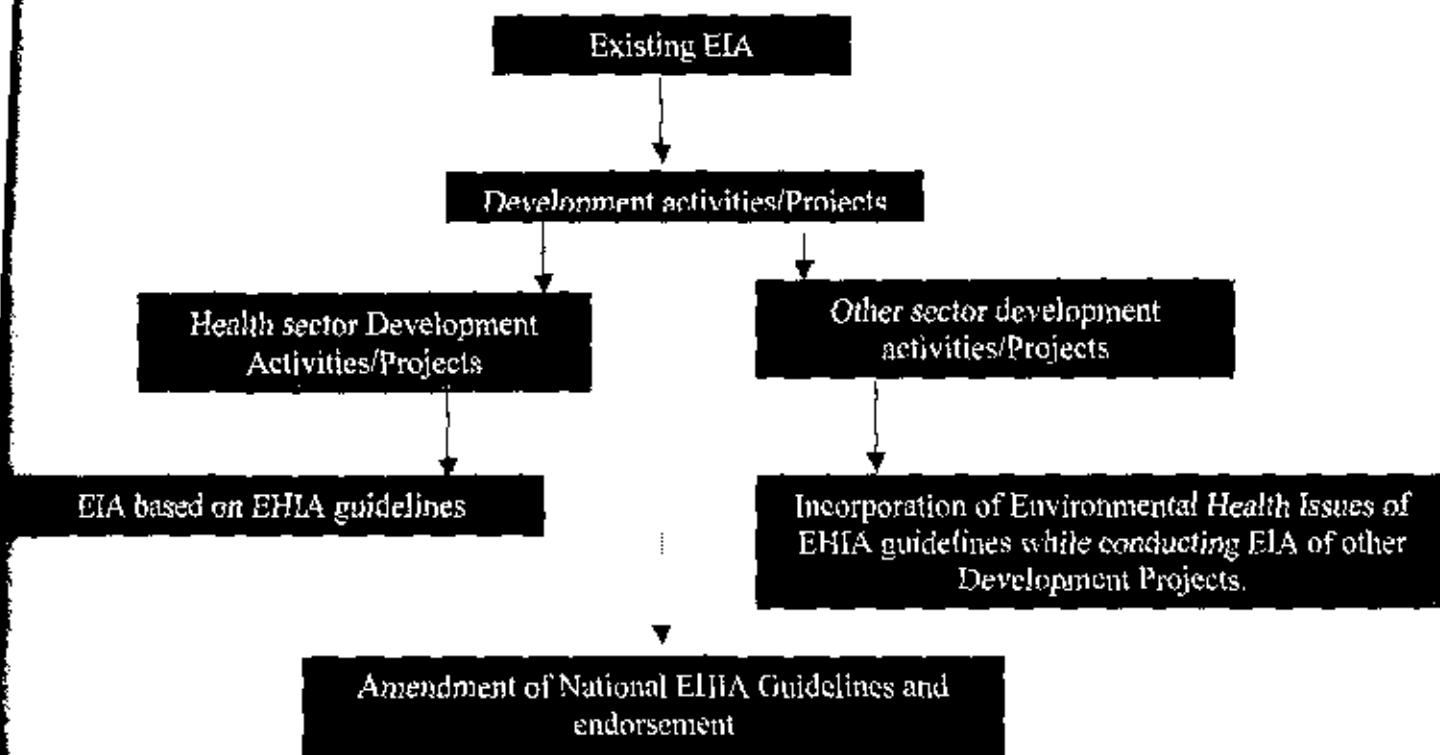 Existing EIA
Development activities/Projects
Health sector Development
Activities/Projects
Other sector development
activities/Projects
EIA based on EHIA guidelines
Incorporation of Environmental Health Issues of
EHIA guidelines while conducting EIA of other
Development Projects.
Amendment of National EHIA Guidelines and
endorsement